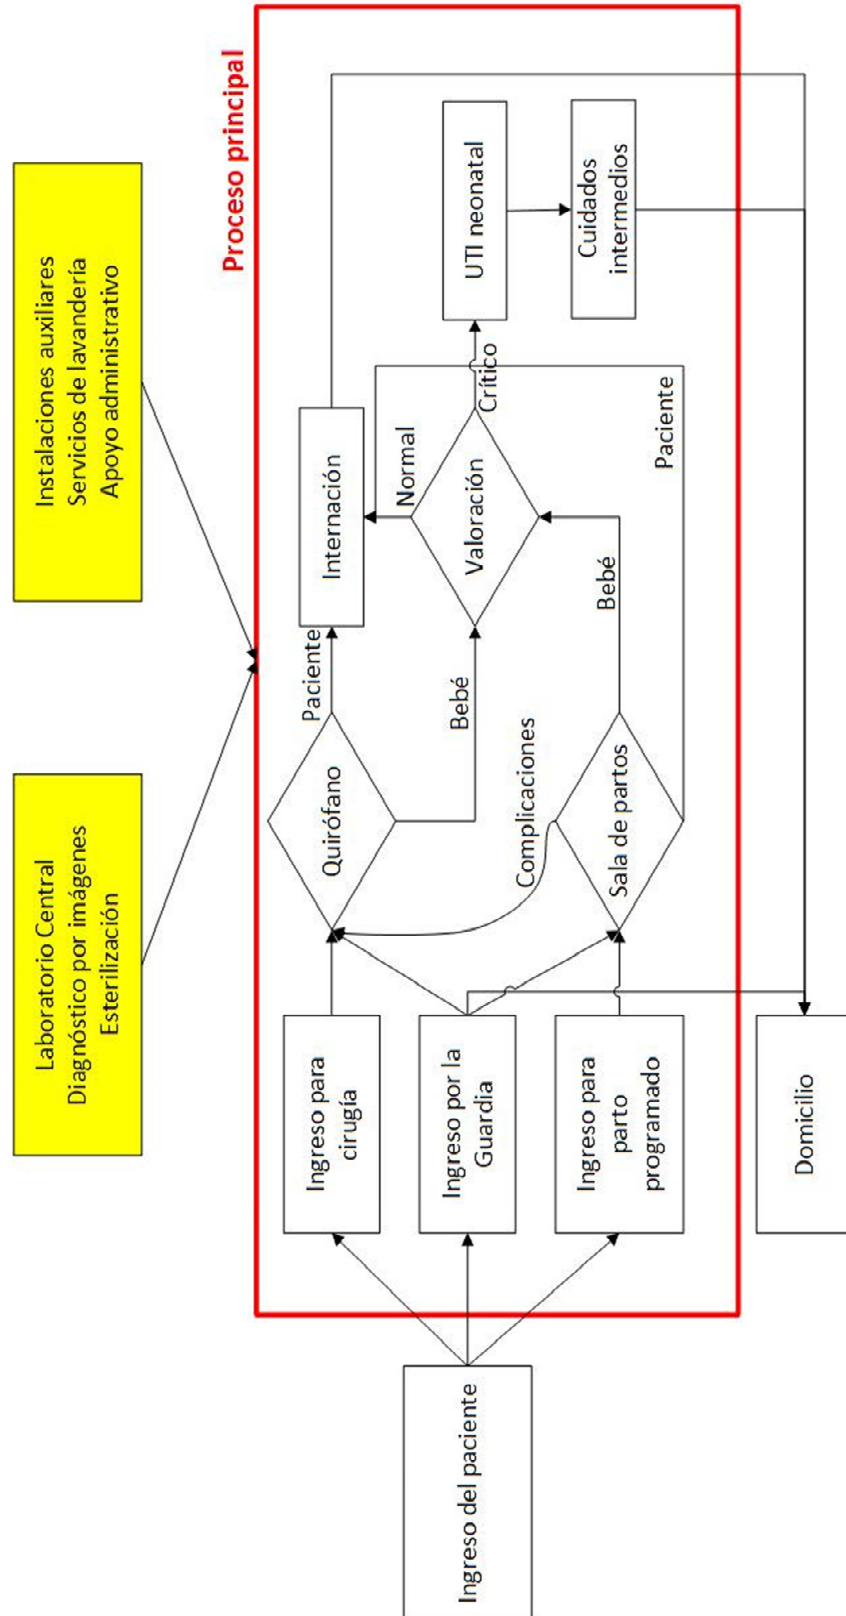 Laboratorio Central
Diagnóstico por imágenes
Esterilización
Instalaciones auxiliares
Servicios de lavandería
Apoyo administrativo
Proceso principal
Ingreso del paciente
Ingreso para
cirugía
Ingreso por la
Guardia
Ingreso para
parto
programado
Quirófano
Paciente
Bebé
Complicaciones
Sala de partos
Bebé
Paciente
Internación
Normal
Valoración
Crítico
UTI neonatal
Cuidados
intermedios
Domicilio